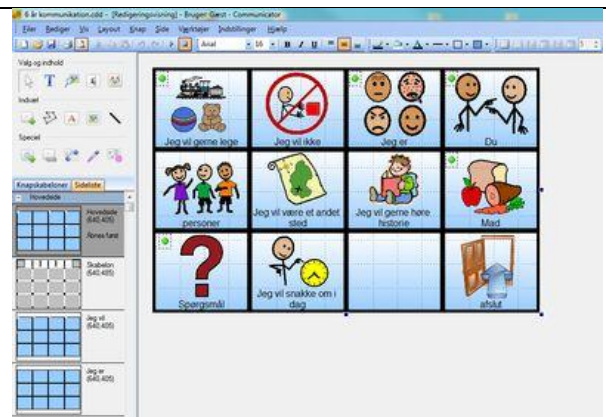 6 år kommunikation.cdd - [Redigeringsvisning] - Bruger Gæst - Communicator
Filer Rediger Vis Layout Knap Side Værktøjer Indstillinger Hjælp
Arial 16 B I U A
Valg og indhold
T
Indsæt
A
Speciel
Knapskabeloner Sideliste
Hovedside
Hovedside
(640,405)
Åbnes først
Skabelon
(640,485)
Jeg vil
(640,405)
Jeg er
(640,405)
Jeg vil gerne lege Jeg vil ikke Jeg er Du
personer Jeg vil være et andet sted Jeg vil gerne høre historie Mad
Spørgsmål Jeg vil snakke om i dag afslut